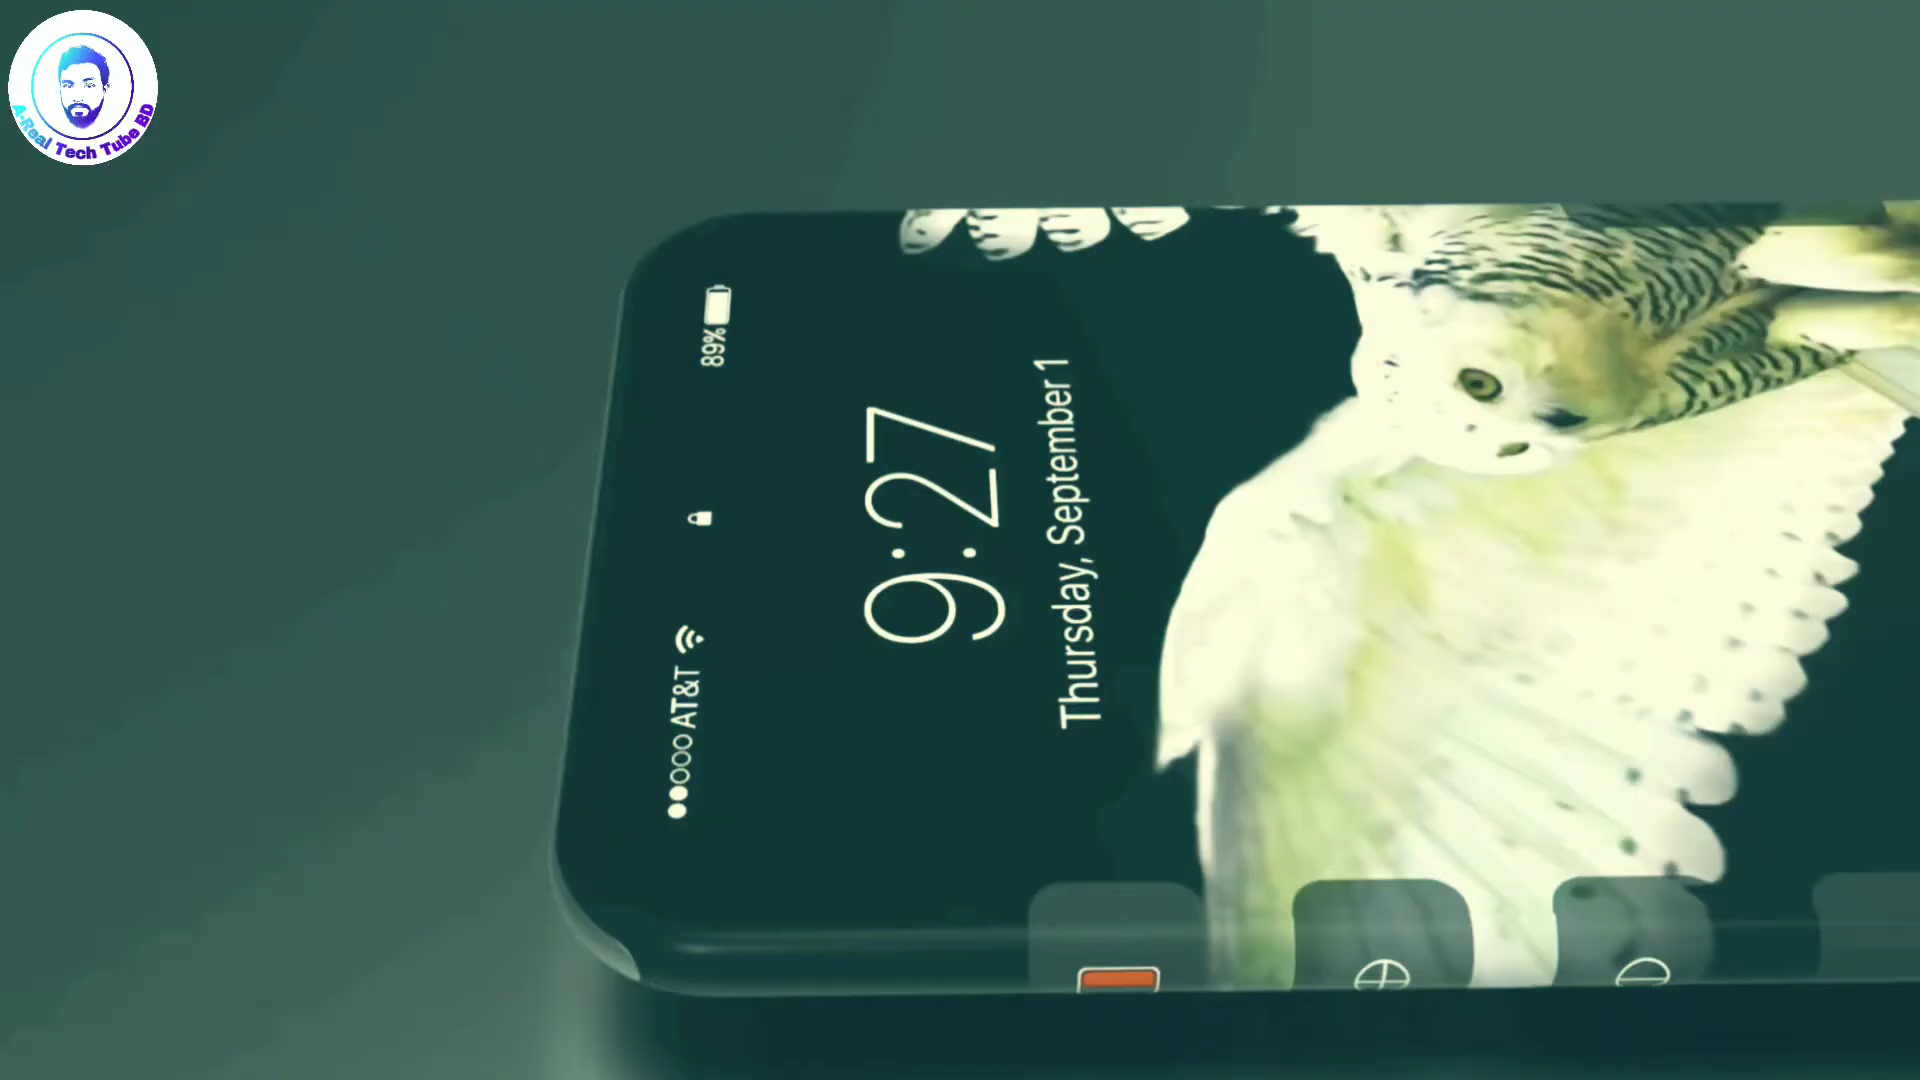 A-Real Tech Tube BD
●●○○○ AT&T
89%
9:27
Thursday, September 1